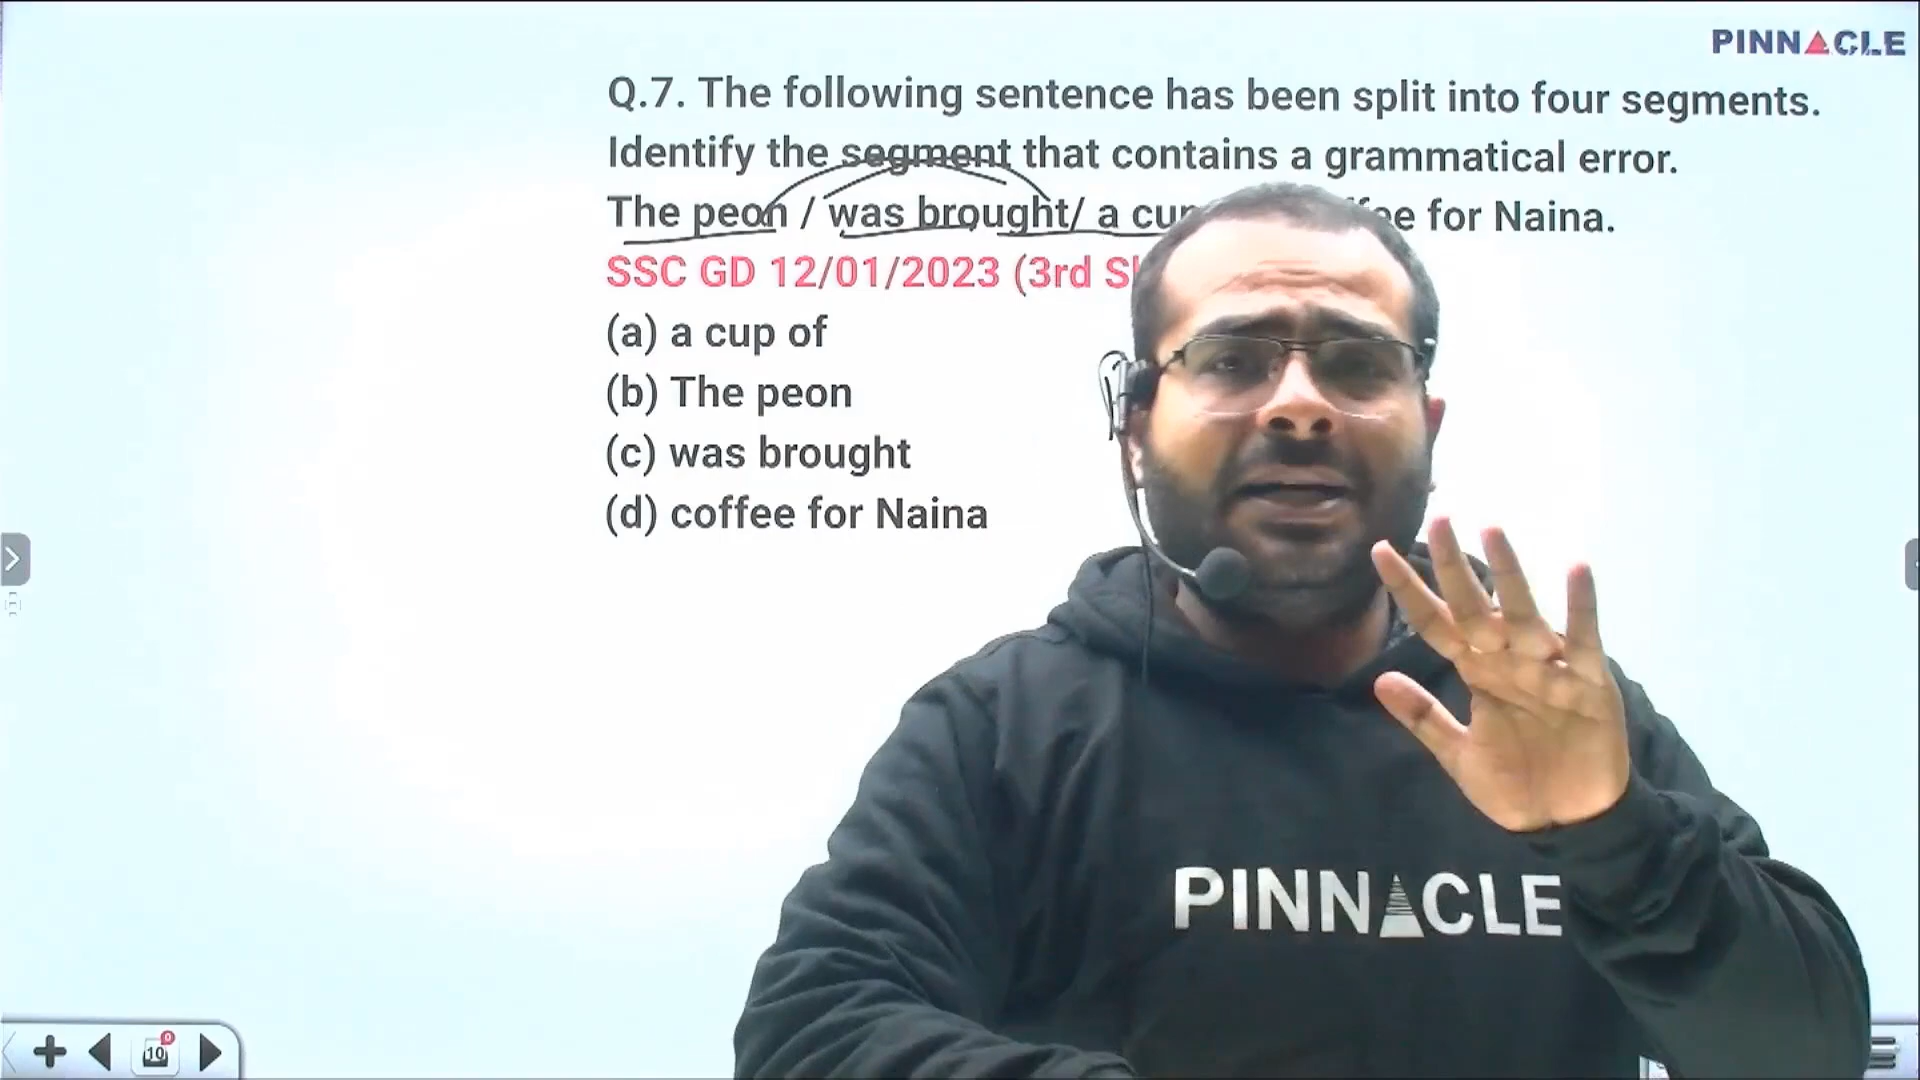 PINNACLE
Q.7. The following sentence has been split into four segments.
Identify the segment that contains a grammatical error.
The peon / was brought/ a cup for Naina.
SSC GD 12/01/2023 (3rd
(a) a cup of
(b) The peon
(c) was brought
(d) coffee for Naina
PINNACLE
10